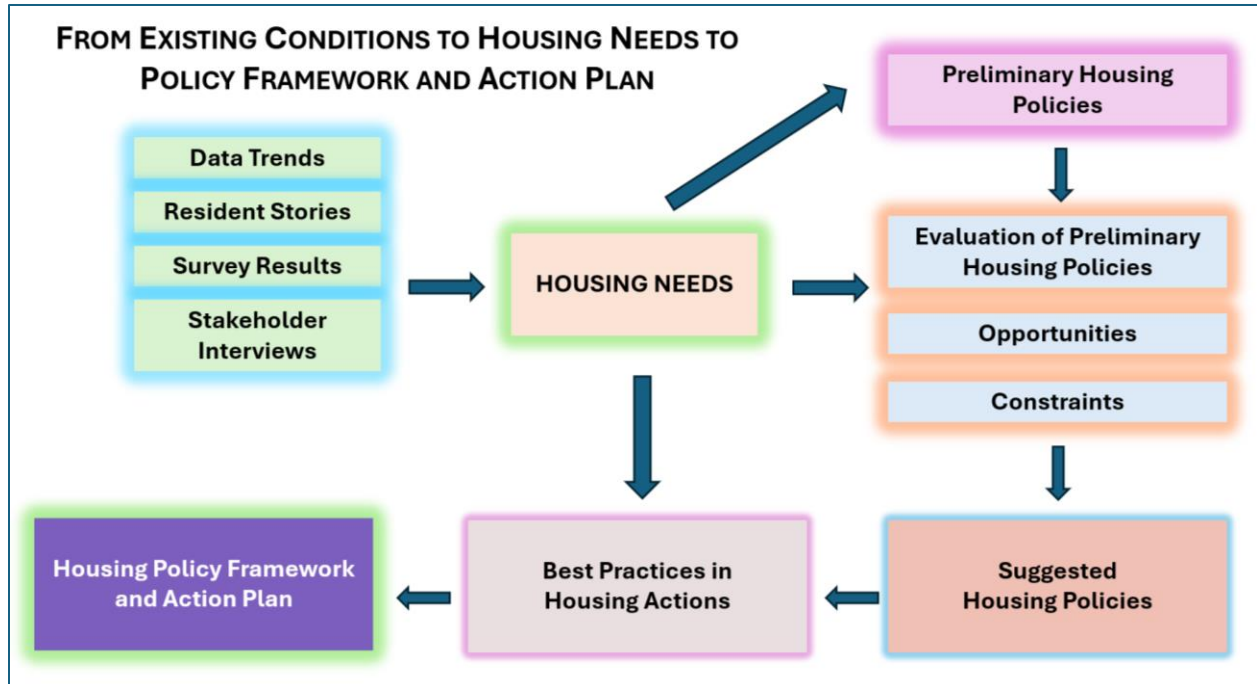 FROM EXISTING CONDITIONS TO HOUSING NEEDS TO
POLICY FRAMEWORK AND ACTION PLAN
Data Trends
Resident Stories
Survey Results
Stakeholder
Interviews
HOUSING NEEDS
Preliminary Housing
Policies
Evaluation of Preliminary
Housing Policies
Opportunities
Constraints
Suggested
Housing Policies
Best Practices in
Housing Actions
Housing Policy Framework
and Action Plan